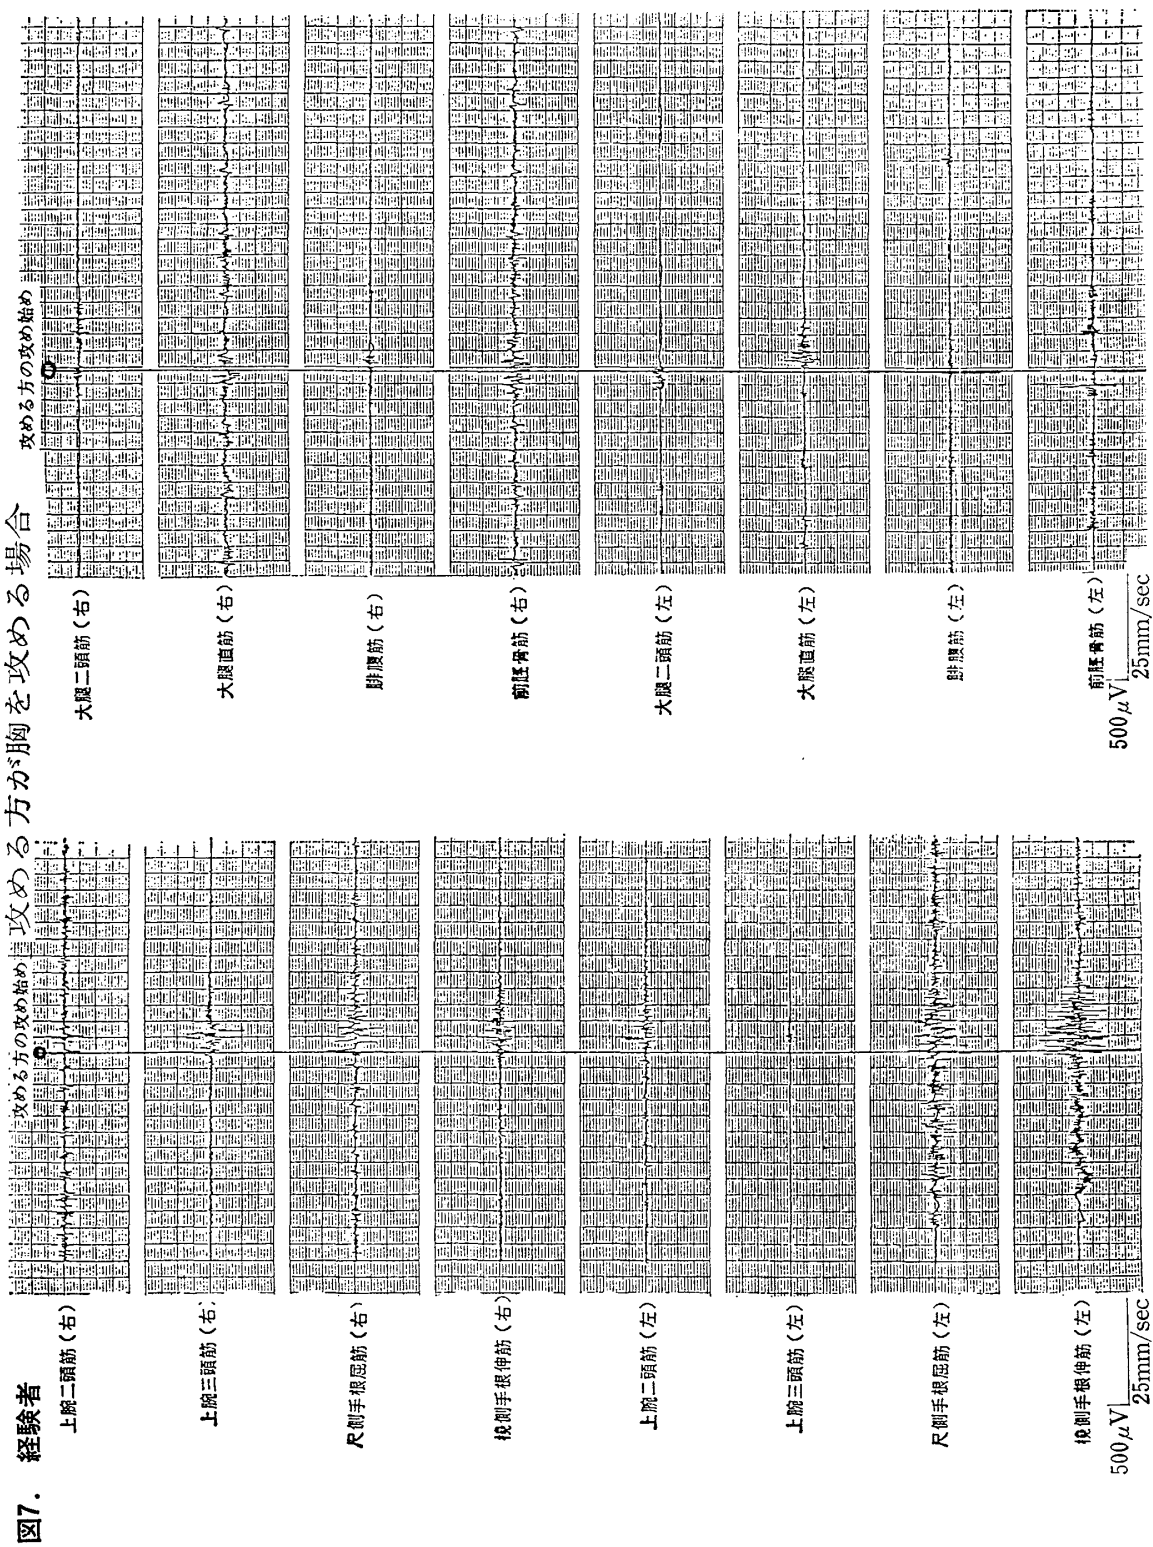 図7. 経験者
攻める方が胸を攻める場合
攻める方の攻め始め
上腕二頭筋(右)
上腕三頭筋(右)
尺側手根屈筋(右)
橈側手根伸筋(右)
上腕二頭筋(左)
上腕三頭筋(左)
尺側手根屈筋(左)
橈側手根伸筋(左)
500μV
25mm/sec
攻める方の攻め始め
大腿二頭筋(右)
大腿直筋(右)
腓腹筋(右)
前脛骨筋(右)
大腿二頭筋(左)
大腿直筋(左)
腓腹筋(左)
前脛骨筋(左)
500μV
25mm/sec